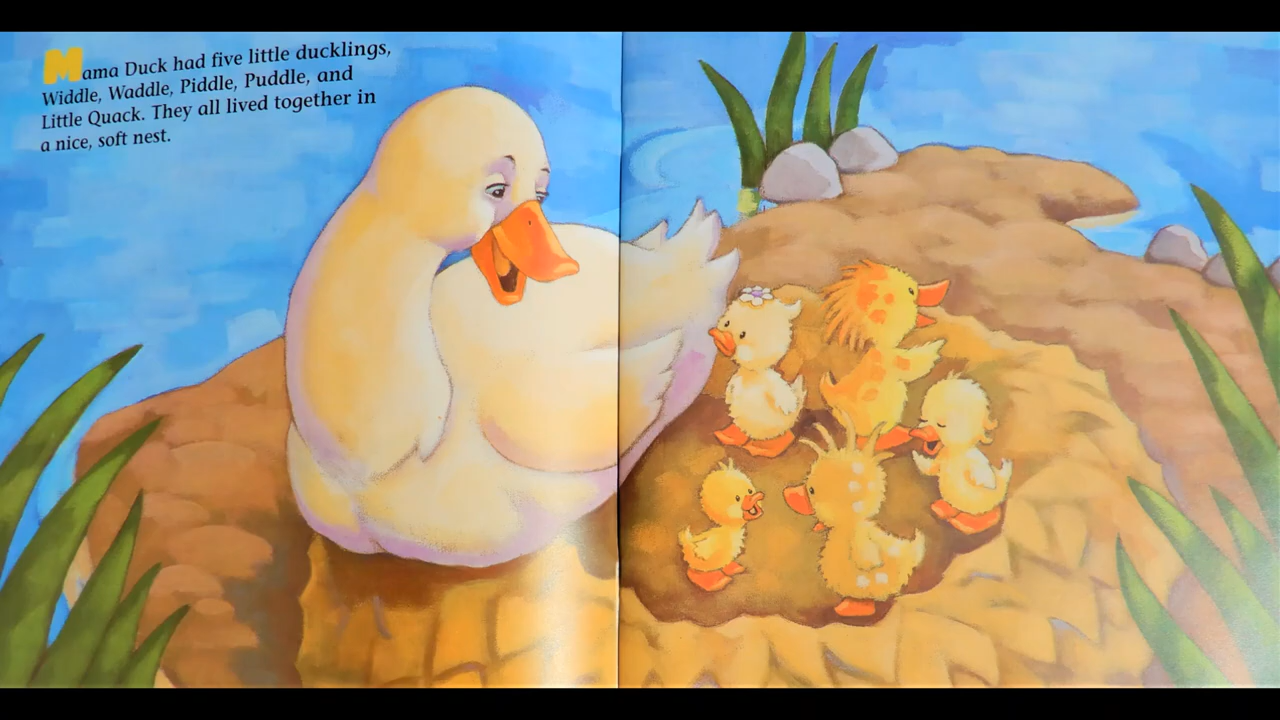 Mama Duck had five little ducklings,
Widdle, Waddle, Piddle, Puddle, and
Little Quack. They all lived together in
a nice, soft nest.